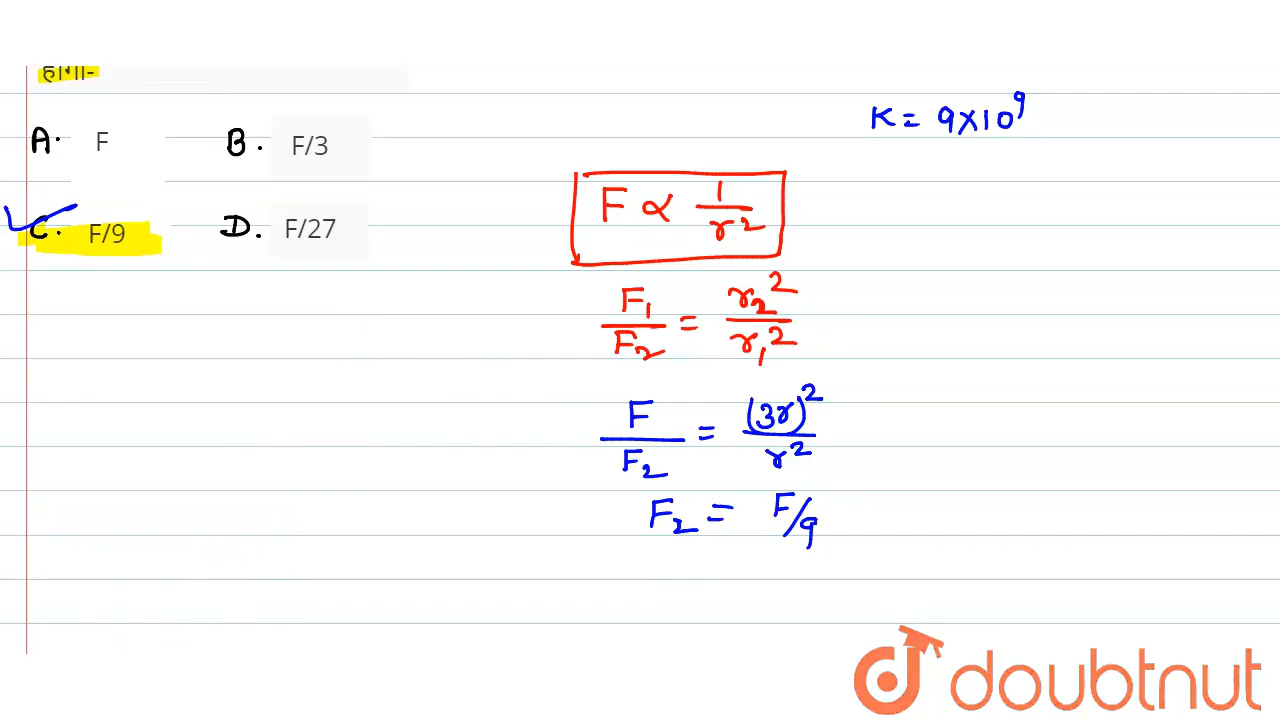 होगा-
K = 9×10⁹
A. F B. F/3
F ∝ 1/r²
C. F/9 D. F/27
F₁/F₂ = r₂²/r₁²
F/F₂ = (3r)²/r²
F₂ = F/9
doubtnut